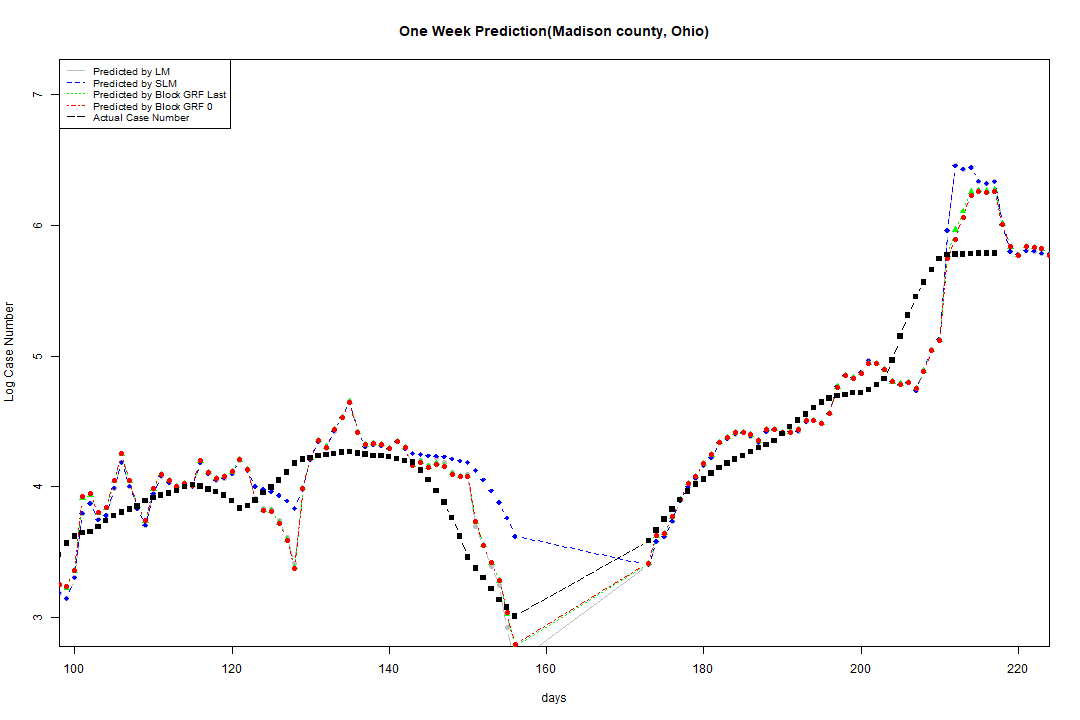 One Week Prediction(Madison county, Ohio)
Predicted by LM
Predicted by SLM
Predicted by Block GRF Last
Predicted by Block GRF 0
Actual Case Number
7
6
5
4
3
Log Case Number
100 120 140 160 180 200 220
days